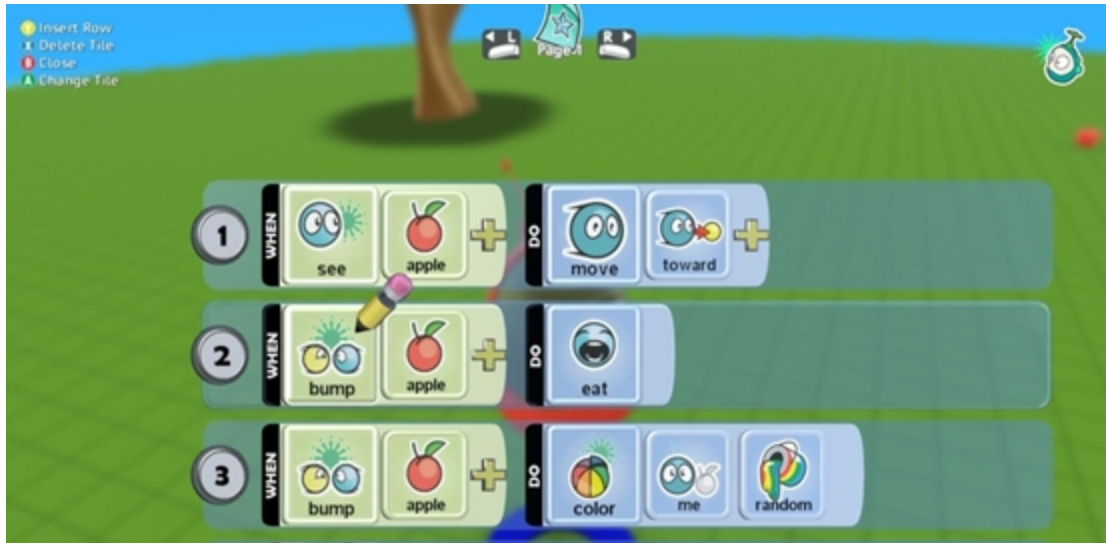 Y Insert Row
X Delete Tile
B Close
A Change Tile
L Page 1 R
1 WHEN see apple + DO move toward +
2 WHEN bump apple + DO eat
3 WHEN bump apple + DO color me random